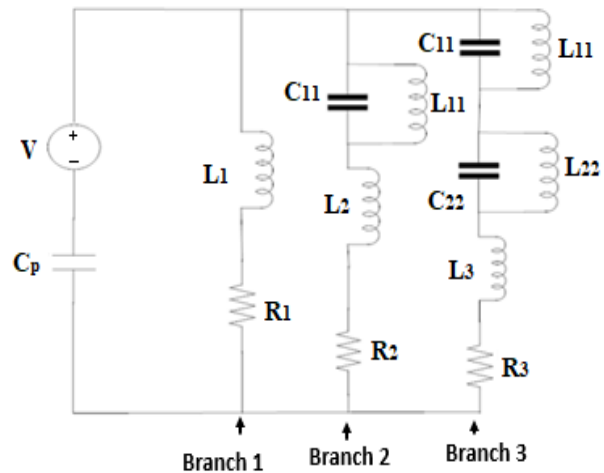 C11
L11
C11
L11
V
+
−
L1
L2
C22
L22
Cp
L3
R1
R2
R3
Branch 1
Branch 2
Branch 3